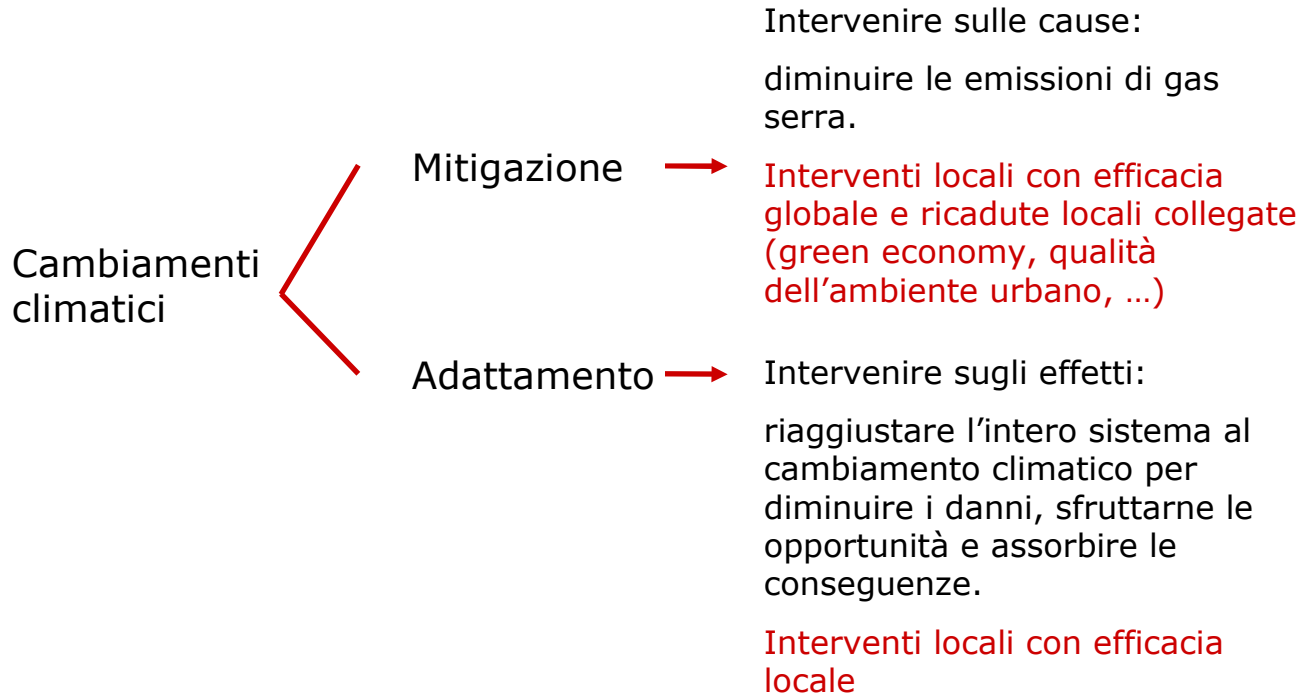 Cambiamenti
climatici
Mitigazione
Intervenire sulle cause:
diminuire le emissioni di gas
serra.
Interventi locali con efficacia
globale e ricadute locali collegate
(green economy, qualità
dell’ambiente urbano, …)
Adattamento
Intervenire sugli effetti:
riaggiustare l’intero sistema al
cambiamento climatico per
diminuire i danni, sfruttarne le
opportunità e assorbire le
conseguenze.
Interventi locali con efficacia
locale